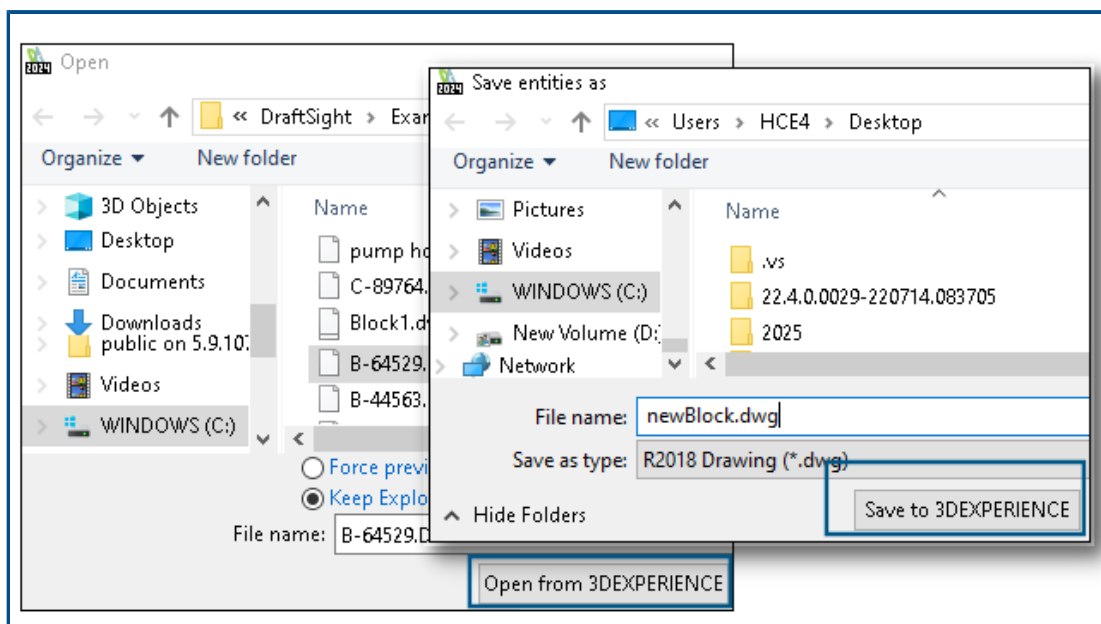 2024 Open
« DraftSight > Exar
Organize New folder
3D Objects
Desktop
Documents
Downloads
public on 5.9.10
Videos
WINDOWS (C:)
Name
pump ho
C-89764.
Block1.d
B-64529.
B-44563.
Force previ
Keep Explo
File name: B-64529.D
Open from 3DEXPERIENCE
2024 Save entities as
« Users > HCE4 > Desktop
Organize New folder
Pictures
Videos
WINDOWS (C:)
New Volume (D:
Network
Name
.vs
22.4.0.0029-220714.083705
2025
File name: newBlock.dwg
Save as type: R2018 Drawing (*.dwg)
Hide Folders
Save to 3DEXPERIENCE